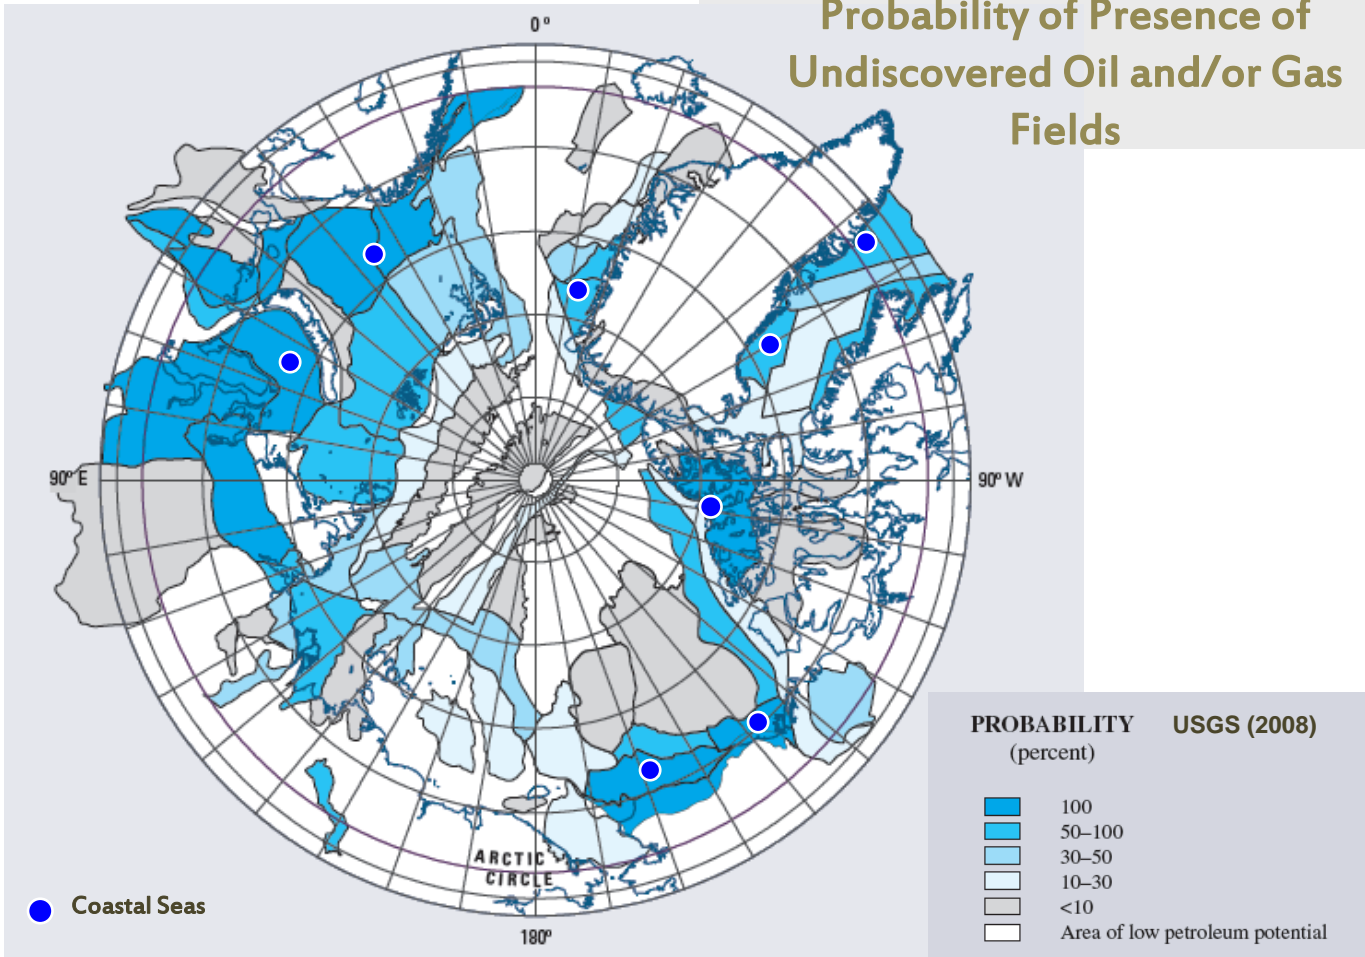 Probability of Presence of
Undiscovered Oil and/or Gas
Fields
0°
90° E
90° W
ARCTIC
CIRCLE
180°
Coastal Seas
PROBABILITY
USGS (2008)
(percent)
100
50–100
30–50
10–30
<10
Area of low petroleum potential